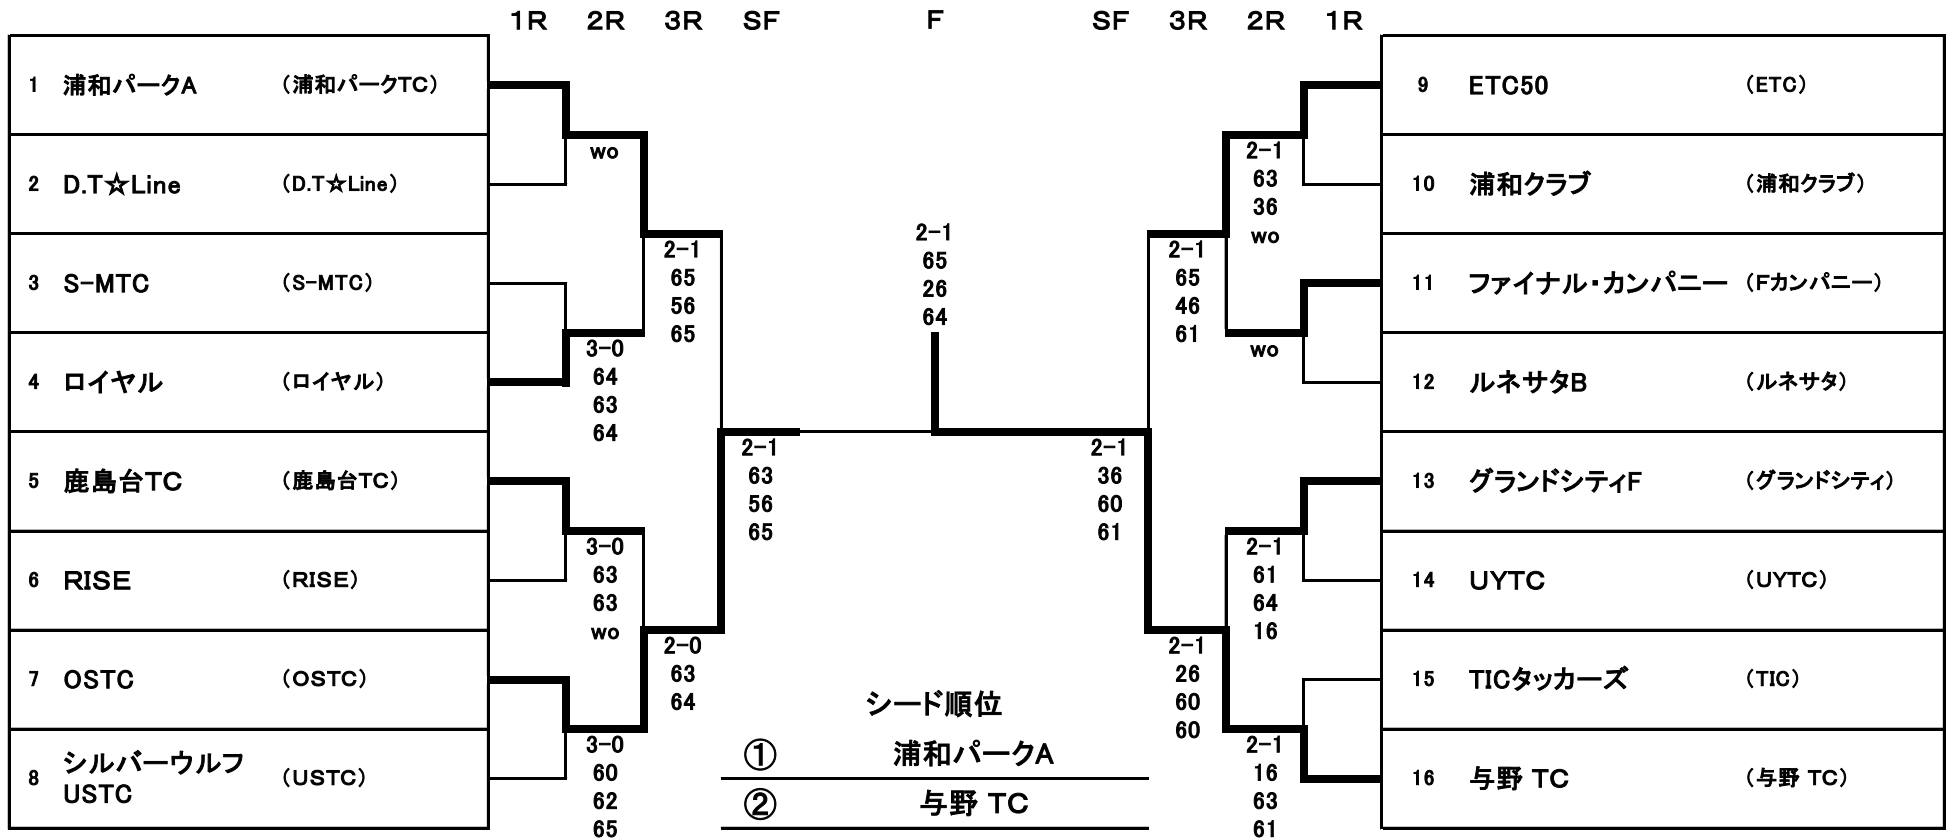 1R 2R 3R SF F SF 3R 2R 1R
1 浦和パークA (浦和パークTC)
2 D.T☆Line (D.T☆Line)
3 S-MTC (S-MTC)
4 ロイヤル (ロイヤル)
5 鹿島台TC (鹿島台TC)
6 RISE (RISE)
7 OSTC (OSTC)
8 シルバーウルフ
USTC (USTC)
wo
3-0
64
63
64
3-0
63
63
wo
3-0
60
62
65
2-1
65
56
65
2-0
63
64
2-1
63
56
65
2-1
65
26
64
2-1
36
60
61
2-1
65
46
61
2-1
26
60
60
2-1
63
36
wo
wo
2-1
61
64
16
2-1
16
63
61
9 ETC50 (ETC)
10 浦和クラブ (浦和クラブ)
11 ファイナル・カンパニー (Fカンパニー)
12 ルネサタB (ルネサタ)
13 グランドシティF (グランドシティ)
14 UYTC (UYTC)
15 TICタッカーズ (TIC)
16 与野 TC (与野 TC)
シード順位
① 浦和パークA
② 与野 TC